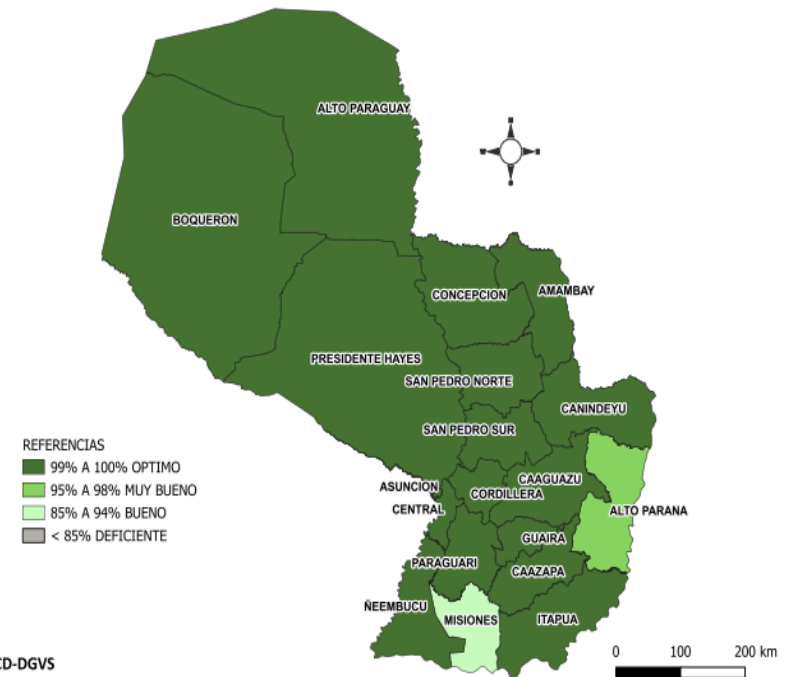 ALTO PARAGUAY
BOQUERON
CONCEPCION
AMAMBAY
PRESIDENTE HAYES
SAN PEDRO NORTE
CANINDEYU
SAN PEDRO SUR
REFERENCIAS
99% A 100% OPTIMO
95% A 98% MUY BUENO
85% A 94% BUENO
< 85% DEFICIENTE
CAAGUAZU
ASUNCION
CORDILLERA
CENTRAL
ALTO PARANA
GUAIRA
PARAGUARI
CAAZAPA
ÑEEMBUCU
MISIONES
ITAPUA
0 100 200 km
CD-DGVS